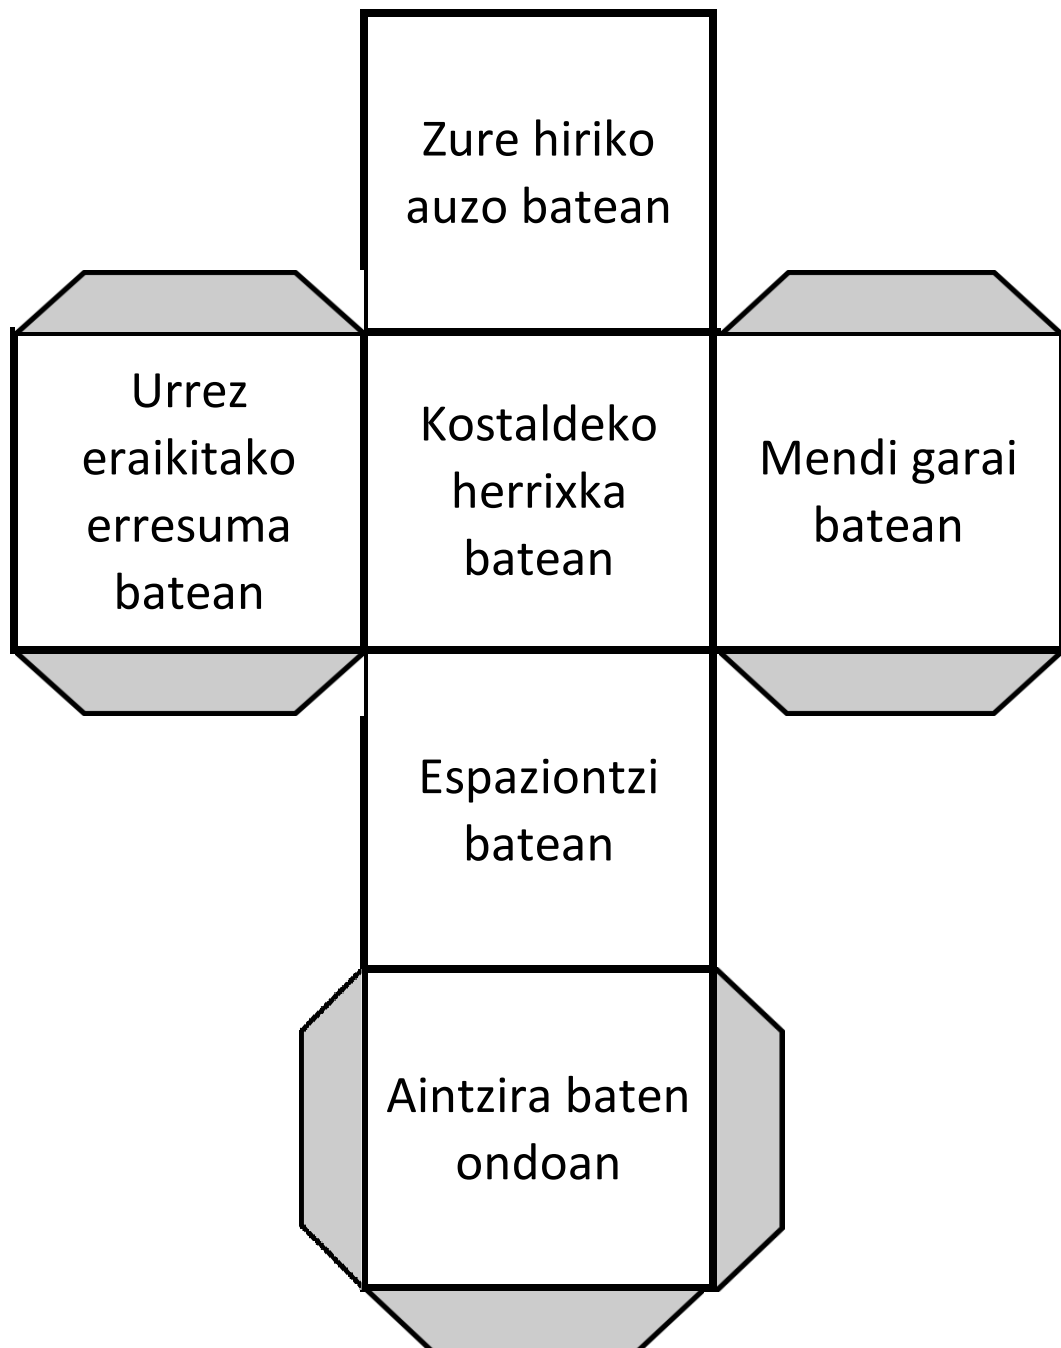 Zure hiriko
auzo batean
Urrez
eraikitako
erresuma
batean
Kostaldeko
herrixka
batean
Mendi garai
batean
Espaziontzi
batean
Aintzira baten
ondoan